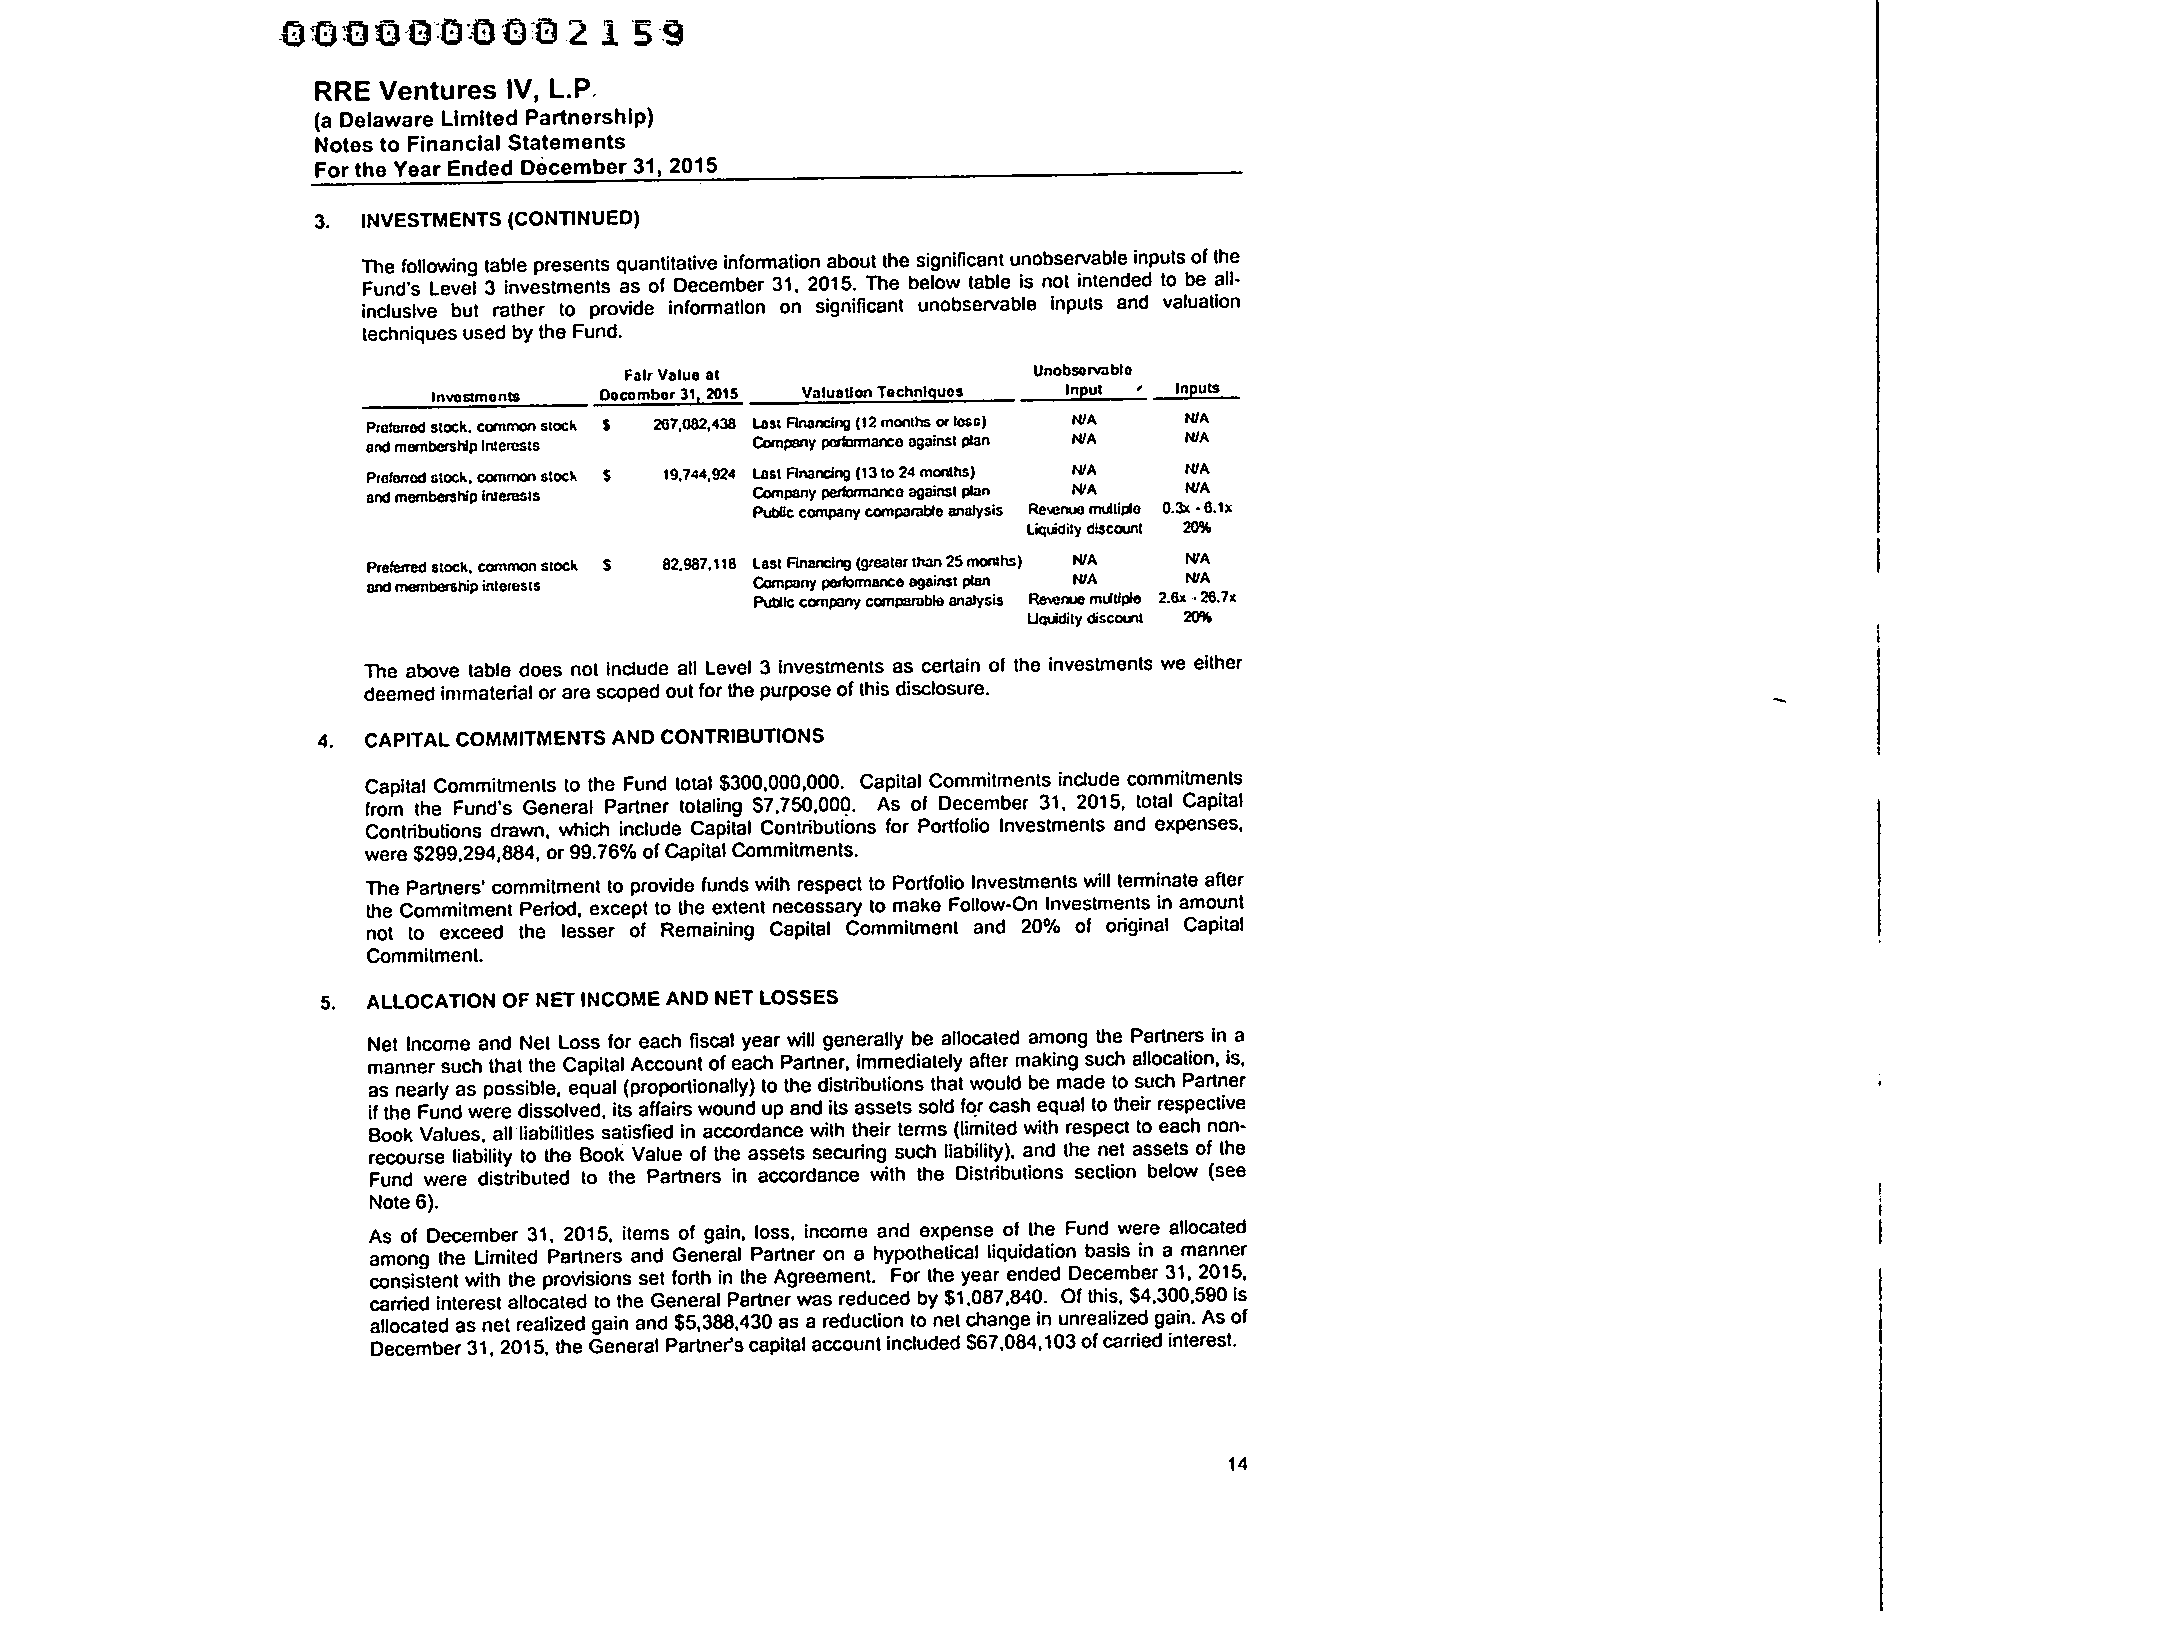 0000000002159
RRE Ventures IV, L.P.
(a Delaware Limited Partnership)
Notes to Financial Statements
For the Year Ended December 31, 2015
3. INVESTMENTS (CONTINUED)
The following table presents quantitative information about the significant unobservable inputs of the
Fund's Level 3 investments as of December 31, 2015. The below table is not intended to be all-
inclusive but rather to provide information on significant unobservable inputs and valuation
techniques used by the Fund.
Fair Value at Unobservable
Investments December 31, 2015 Valuation Techniques Input Inputs
Preferred stock, common stock $ 267,082,438 Last Financing (12 months or less) N/A N/A
and membership interests Company performance against plan N/A N/A
Preferred stock, common stock $ 19,744,924 Last Financing (13 to 24 months) N/A N/A
and membership interests Company performance against plan N/A N/A
Public company comparable analysis Revenue multiple 0.3x - 6.1x
Liquidity discount 20%
Preferred stock, common stock $ 82,987,118 Last Financing (greater than 25 months) N/A N/A
and membership interests Company performance against plan N/A N/A
Public company comparable analysis Revenue multiple 2.6x - 26.7x
Liquidity discount 20%
The above table does not include all Level 3 investments as certain of the investments we either
deemed immaterial or are scoped out for the purpose of this disclosure.
4. CAPITAL COMMITMENTS AND CONTRIBUTIONS
Capital Commitments to the Fund total $300,000,000. Capital Commitments include commitments
from the Fund's General Partner totaling $7,750,000. As of December 31, 2015, total Capital
Contributions drawn, which include Capital Contributions for Portfolio Investments and expenses,
were $299,294,884, or 99.76% of Capital Commitments.
The Partners' commitment to provide funds with respect to Portfolio Investments will terminate after
the Commitment Period, except to the extent necessary to make Follow-On Investments in amount
not to exceed the lesser of Remaining Capital Commitment and 20% of original Capital
Commitment.
5. ALLOCATION OF NET INCOME AND NET LOSSES
Net Income and Net Loss for each fiscal year will generally be allocated among the Partners in a
manner such that the Capital Account of each Partner, immediately after making such allocation, is,
as nearly as possible, equal (proportionally) to the distributions that would be made to such Partner
if the Fund were dissolved, its affairs wound up and its assets sold for cash equal to their respective
Book Values, all liabilities satisfied in accordance with their terms (limited with respect to each non-
recourse liability to the Book Value of the assets securing such liability), and the net assets of the
Fund were distributed to the Partners in accordance with the Distributions section below (see
Note 6).
As of December 31, 2015, items of gain, loss, income and expense of the Fund were allocated
among the Limited Partners and General Partner on a hypothetical liquidation basis in a manner
consistent with the provisions set forth in the Agreement. For the year ended December 31, 2015,
carried interest allocated to the General Partner was reduced by $1,087,840. Of this, $4,300,590 is
allocated as net realized gain and $5,388,430 as a reduction to net change in unrealized gain. As of
December 31, 2015, the General Partner's capital account included $67,084,103 of carried interest.
14